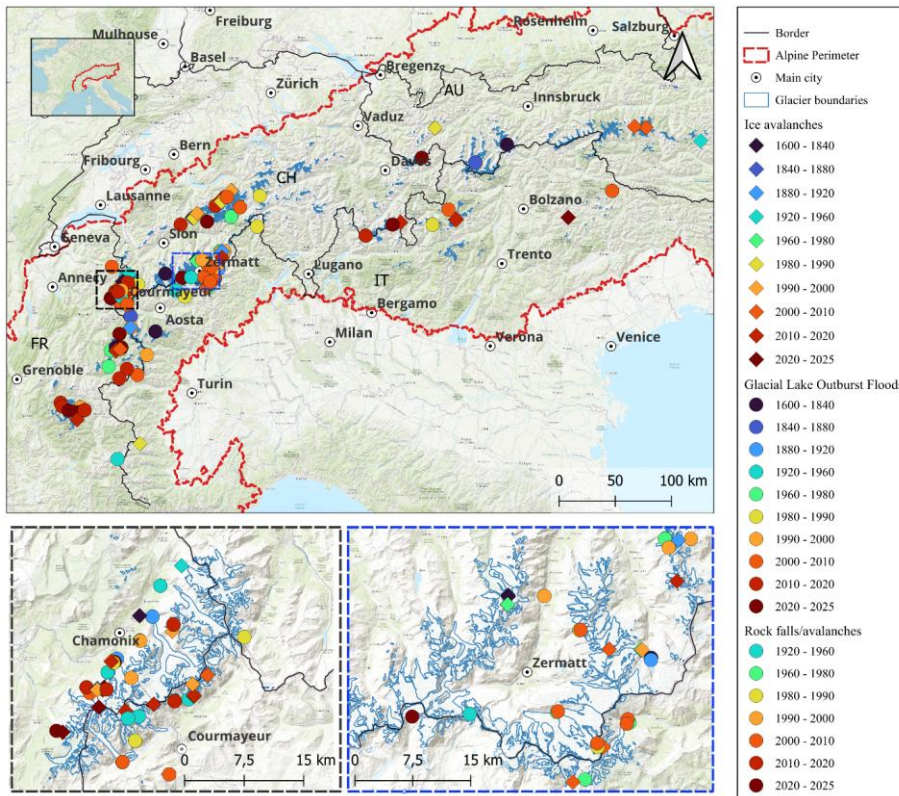 Freiburg
Rosenheim
Salzburg
Mulhouse
Basel
Bregenz
AU
Zürich
Innsbruck
Vaduz
Bern
Fribourg
Davos
CH
Lausanne
Bolzano
Sion
Geneva
Zermatt
Trento
Lugano
Annecy
IT
Courmayeur
Aosta
Bergamo
FR
Milan
Verona
Venice
Grenoble
Turin
0 50 100 km
Chamonix
Courmayeur
0 7,5 15 km
Zermatt
0 7,5 15 km
Border
Alpine Perimeter
Main city
Glacier boundaries
Ice avalanches
1600 - 1840
1840 - 1880
1880 - 1920
1920 - 1960
1960 - 1980
1980 - 1990
1990 - 2000
2000 - 2010
2010 - 2020
2020 - 2025
Glacial Lake Outburst Floods
1600 - 1840
1840 - 1880
1880 - 1920
1920 - 1960
1960 - 1980
1980 - 1990
1990 - 2000
2000 - 2010
2010 - 2020
2020 - 2025
Rock falls/avalanches
1920 - 1960
1960 - 1980
1980 - 1990
1990 - 2000
2000 - 2010
2010 - 2020
2020 - 2025